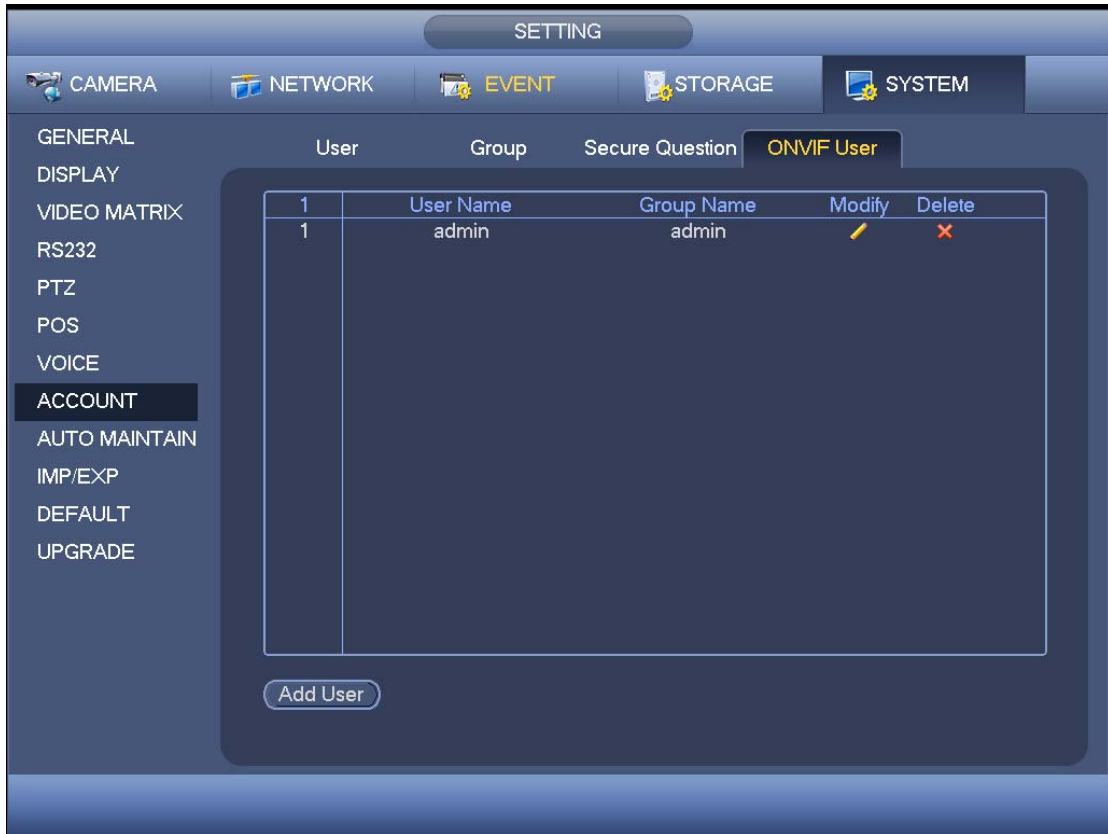 SETTING
CAMERA NETWORK EVENT STORAGE SYSTEM
GENERAL
DISPLAY
VIDEO MATRIX
RS232
PTZ
POS
VOICE
ACCOUNT
AUTO MAINTAIN
IMP/EXP
DEFAULT
UPGRADE
User Group Secure Question ONVIF User
1 User Name Group Name Modify Delete
1 admin admin
Add User